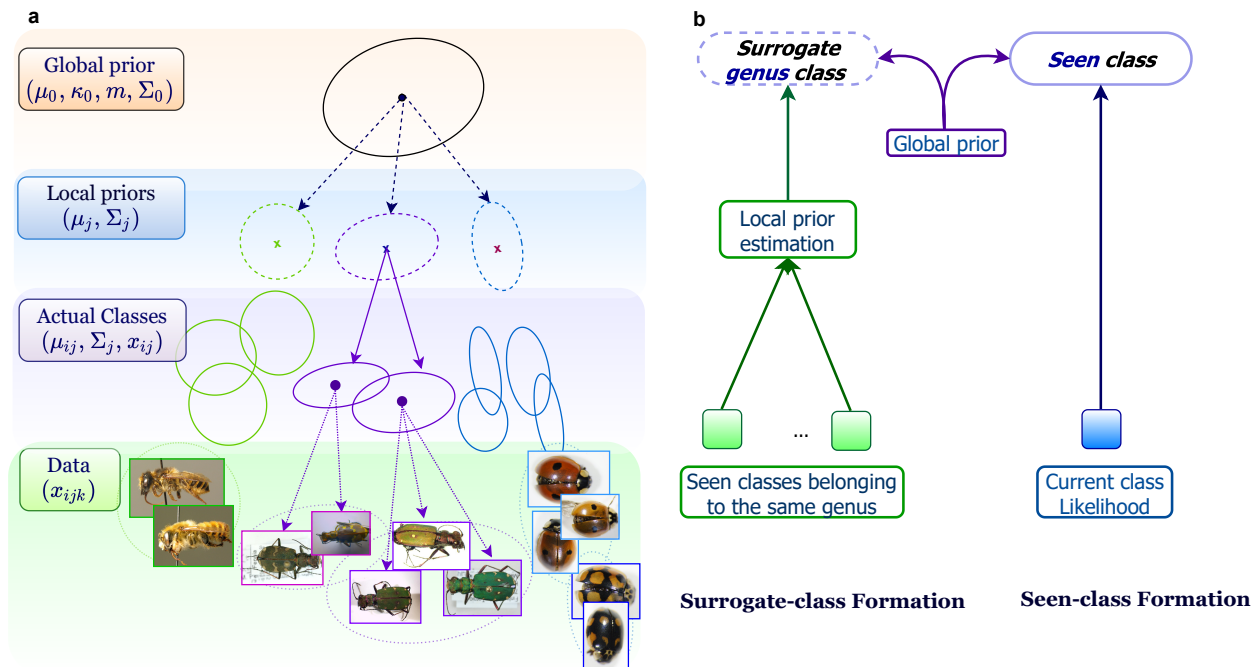 a
Global prior
(μ₀, κ₀, m, Σ₀)
Local priors
(μⱼ, Σⱼ)
x
x
x
Actual Classes
(μᵢⱼ, Σⱼ, xᵢⱼ)
Data
(xᵢⱼₖ)
b
Surrogate
genus class
Seen class
Global prior
Local prior
estimation
...
Seen classes belonging
to the same genus
Current class
Likelihood
Surrogate-class Formation
Seen-class Formation